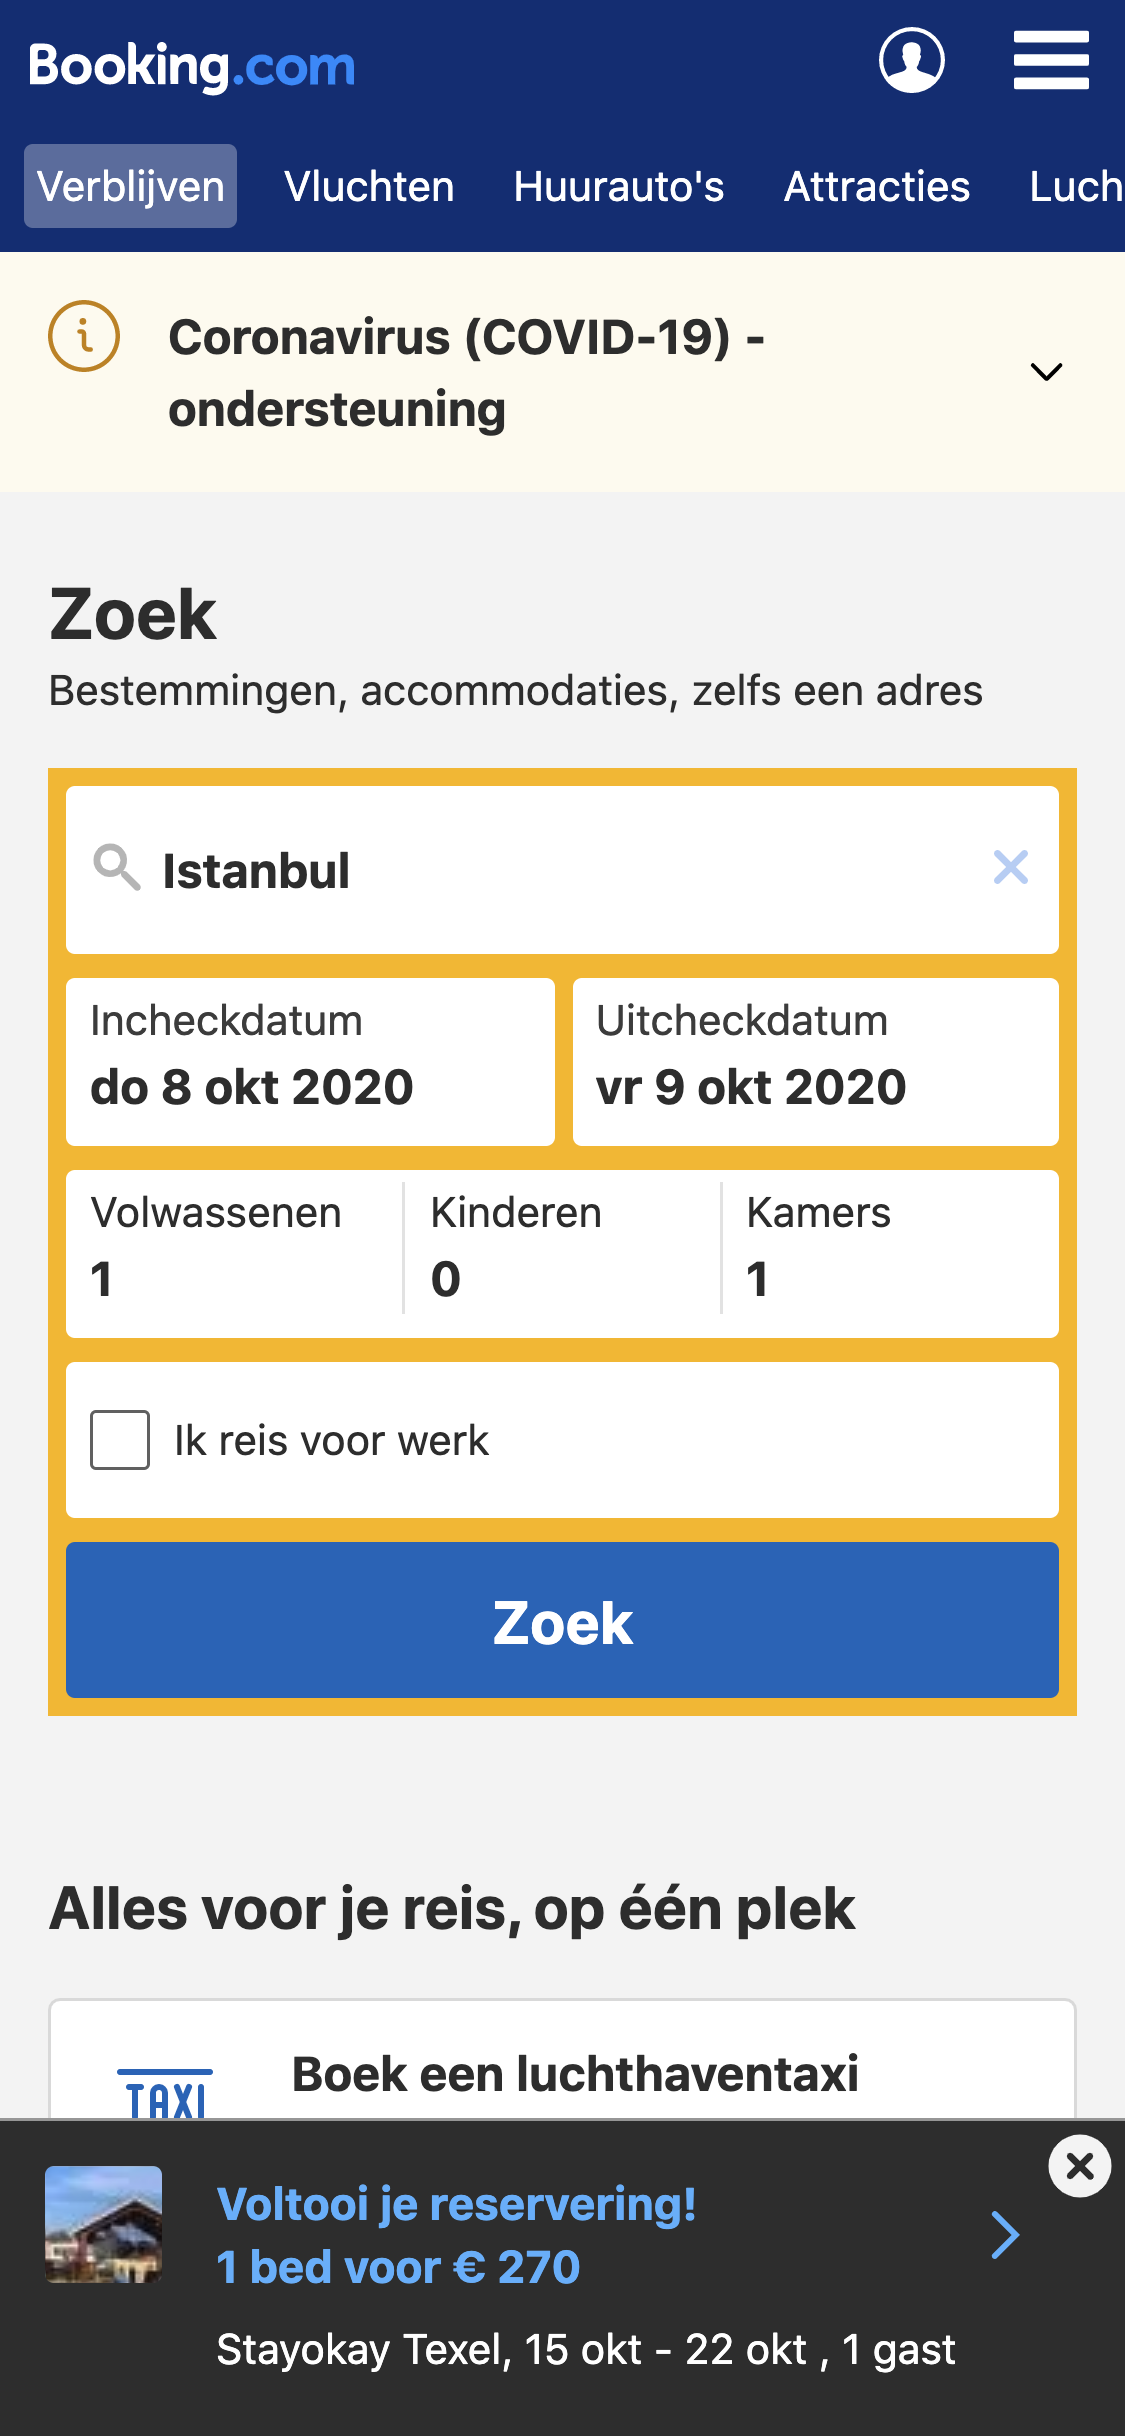 Booking.com
Verblijven Vluchten Huurauto's Attracties Luch
Coronavirus (COVID-19) -
ondersteuning
Zoek
Bestemmingen, accommodaties, zelfs een adres
Istanbul
Incheckdatum Uitcheckdatum
do 8 okt 2020 vr 9 okt 2020
Volwassenen Kinderen Kamers
1 0 1
Ik reis voor werk
Zoek
Alles voor je reis, op één plek
Boek een luchthaventaxi
TAXI
Voltooi je reservering!
1 bed voor € 270
Stayokay Texel, 15 okt - 22 okt , 1 gast